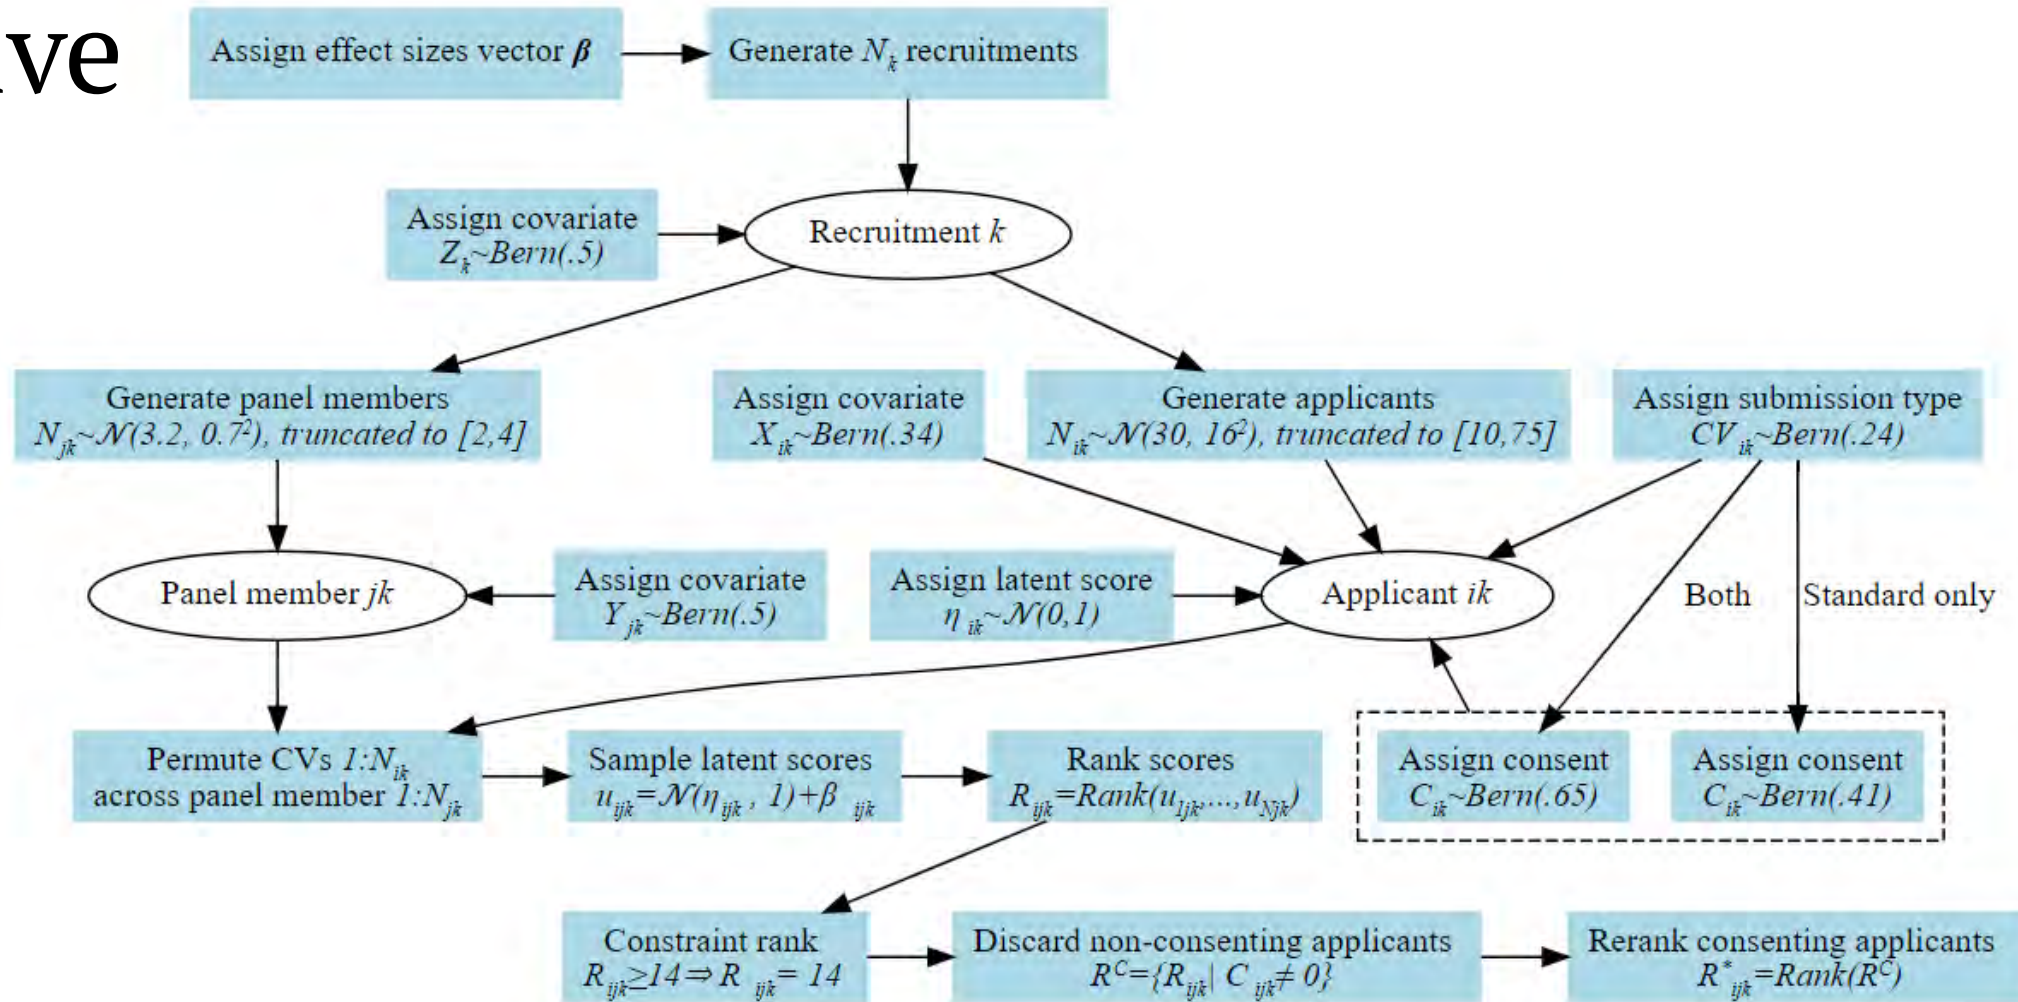 ive
Assign effect sizes vector β
Generate N_k recruitments
Assign covariate
Z_k~Bern(.5)
Recruitment k
Generate panel members
N_jk~𝒩(3.2, 0.7²), truncated to [2,4]
Assign covariate
X_ik~Bern(.34)
Generate applicants
N_ik~𝒩(30, 16²), truncated to [10,75]
Assign submission type
CV_ik~Bern(.24)
Panel member jk
Assign covariate
Y_jk~Bern(.5)
Assign latent score
η_ik~𝒩(0,1)
Applicant ik
Both
Standard only
Permute CVs 1:N_ik
across panel member 1:N_jk
Sample latent scores
u_ijk=𝒩(η_ijk, 1)+β_ijk
Rank scores
R_ijk=Rank(u_1jk,...,u_Njk)
Assign consent
C_ik~Bern(.65)
Assign consent
C_ik~Bern(.41)
Constraint rank
R_ijk≥14⇒R_ijk=14
Discard non-consenting applicants
R^C={R_ijk| C_ijk≠0}
Rerank consenting applicants
R^*_ijk=Rank(R^C)